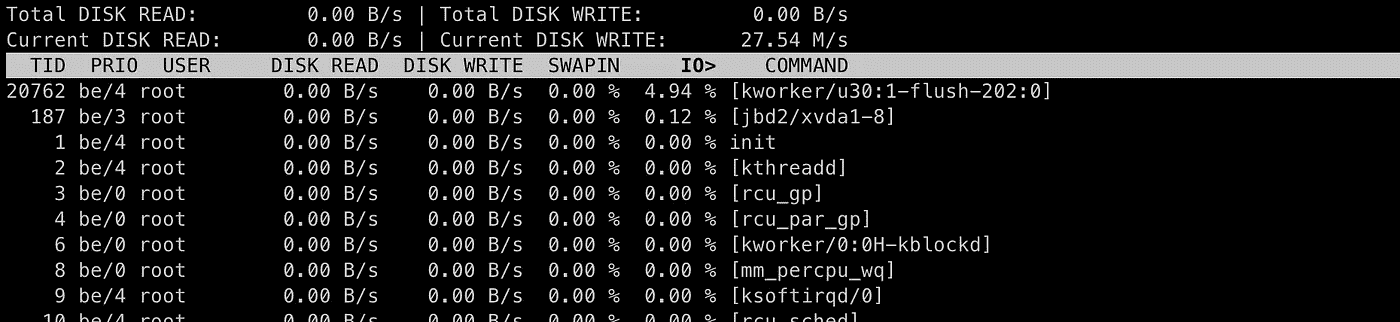 Total DISK READ:         0.00 B/s | Total DISK WRITE:         0.00 B/s
Current DISK READ:       0.00 B/s | Current DISK WRITE:      27.54 M/s
  TID  PRIO  USER     DISK READ  DISK WRITE  SWAPIN     IO>    COMMAND
20762 be/4 root        0.00 B/s    0.00 B/s  0.00 %  4.94 % [kworker/u30:1-flush-202:0]
  187 be/3 root        0.00 B/s    0.00 B/s  0.00 %  0.12 % [jbd2/xvda1-8]
    1 be/4 root        0.00 B/s    0.00 B/s  0.00 %  0.00 % init
    2 be/4 root        0.00 B/s    0.00 B/s  0.00 %  0.00 % [kthreadd]
    3 be/0 root        0.00 B/s    0.00 B/s  0.00 %  0.00 % [rcu_gp]
    4 be/0 root        0.00 B/s    0.00 B/s  0.00 %  0.00 % [rcu_par_gp]
    6 be/0 root        0.00 B/s    0.00 B/s  0.00 %  0.00 % [kworker/0:0H-kblockd]
    8 be/0 root        0.00 B/s    0.00 B/s  0.00 %  0.00 % [mm_percpu_wq]
    9 be/4 root        0.00 B/s    0.00 B/s  0.00 %  0.00 % [ksoftirqd/0]
   10 be/4 root        0.00 B/s    0.00 B/s  0.00 %  0.00 % [rcu_sched]